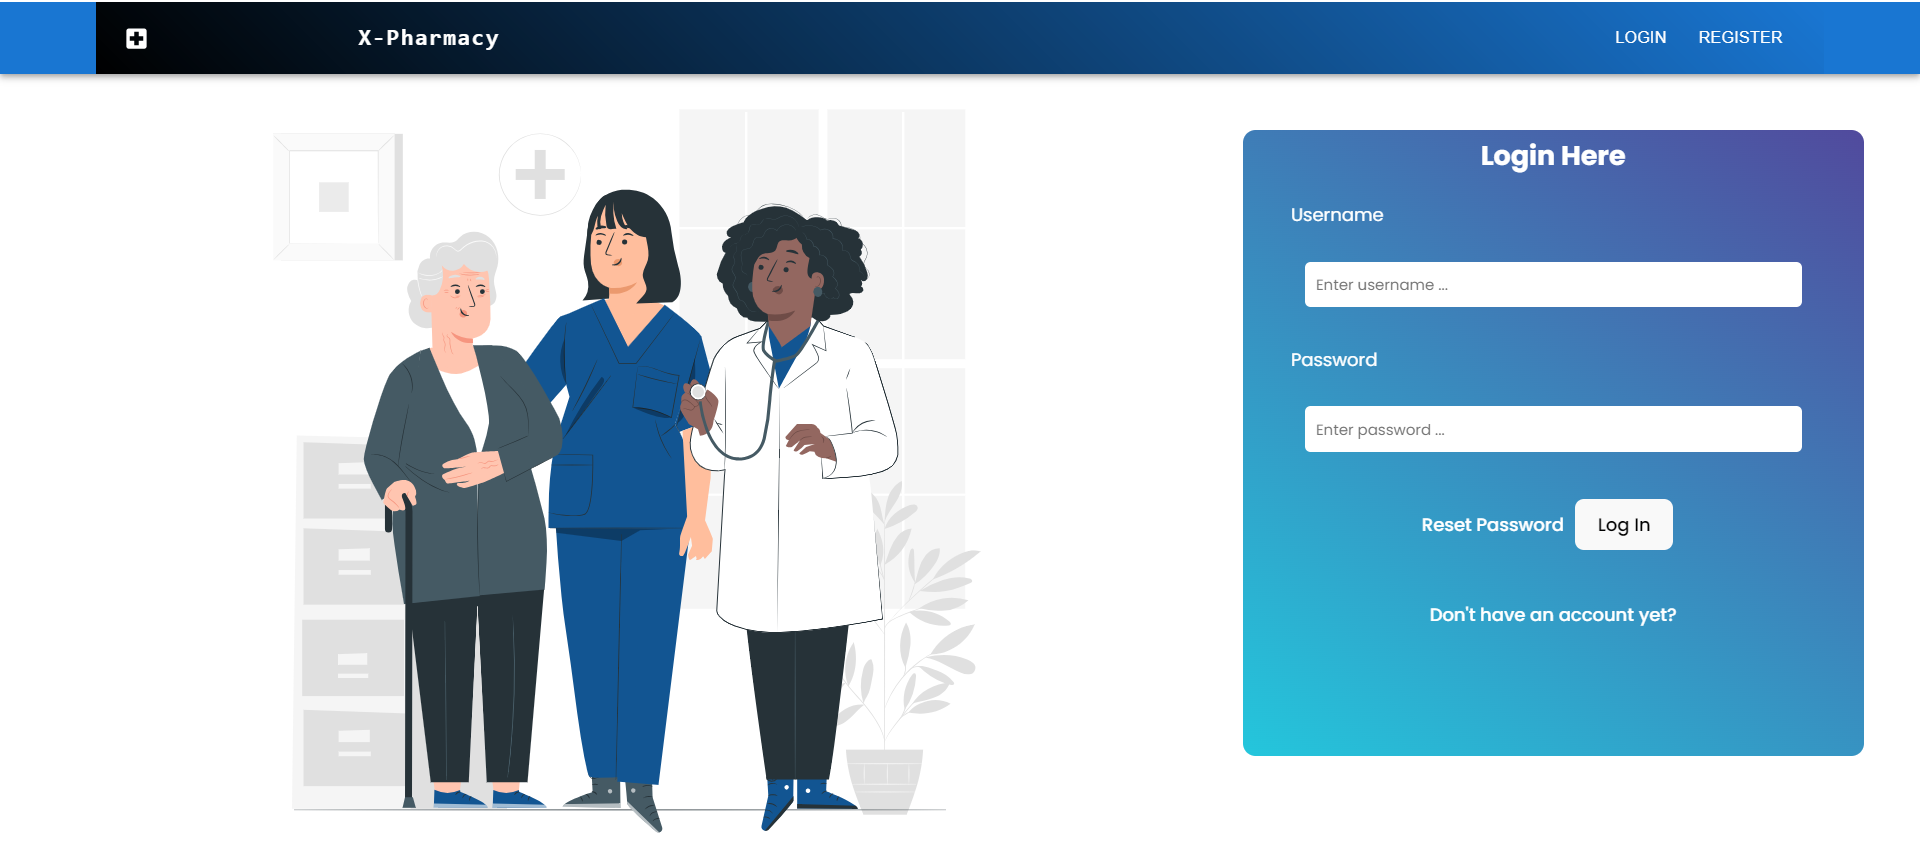 X-Pharmacy
LOGIN REGISTER
Login Here
Username
Enter username ...
Password
Enter password ...
Reset Password Log In
Don't have an account yet?